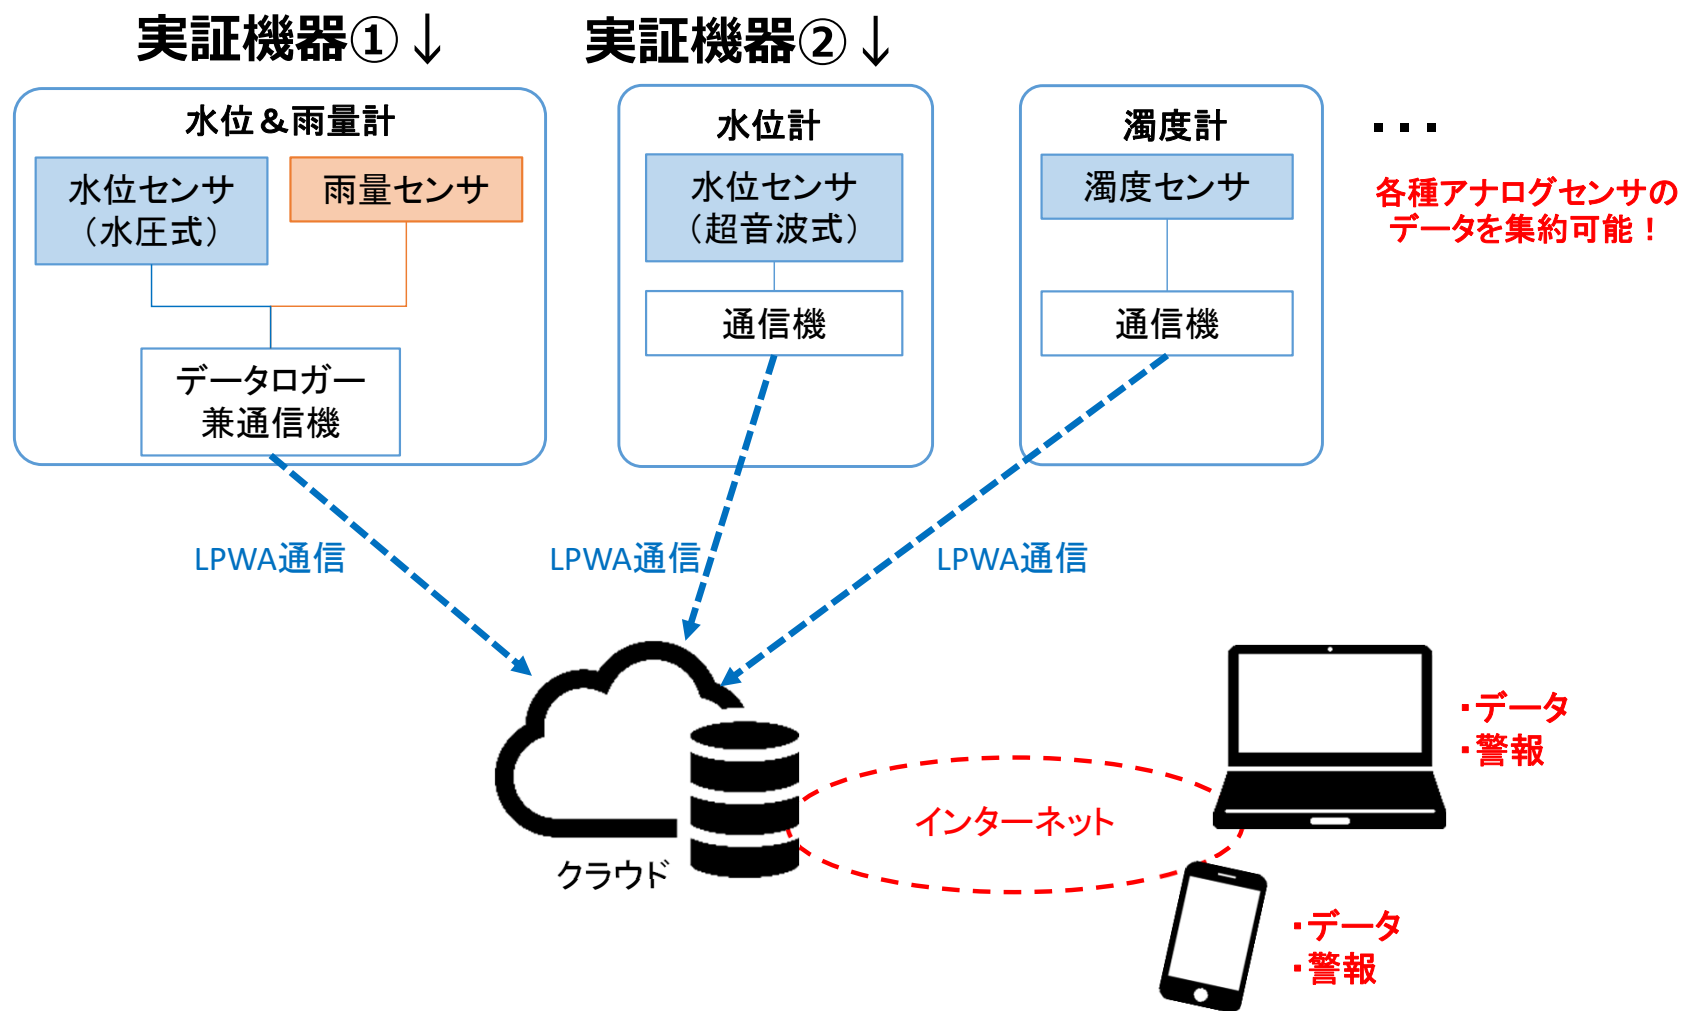 実証機器①↓
実証機器②↓
水位＆雨量計
水位センサ
（水圧式）
雨量センサ
データロガー
兼通信機
水位計
水位センサ
（超音波式）
通信機
濁度計
濁度センサ
通信機
・・・
各種アナログセンサの
データを集約可能！
LPWA通信
LPWA通信
LPWA通信
クラウド
インターネット
・データ
・警報
・データ
・警報